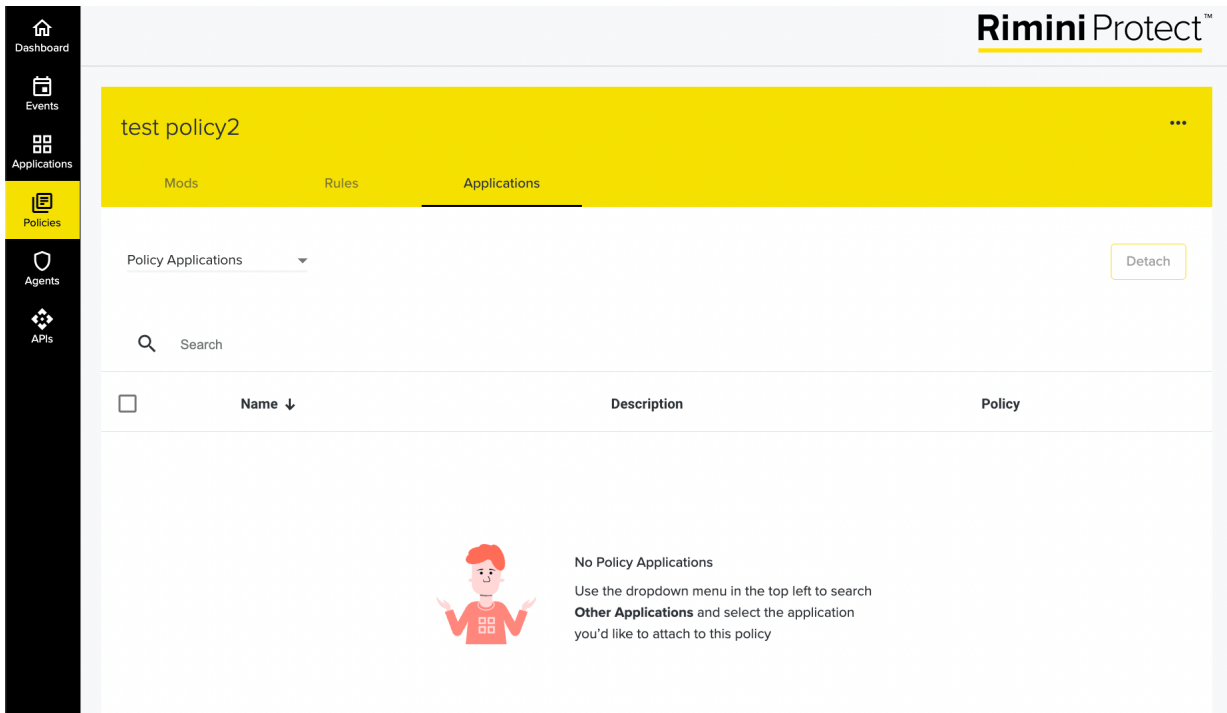 Rimini Protect™
Dashboard
Events
Applications
Policies
Agents
APIs
test policy2
Mods
Rules
Applications
Policy Applications
Detach
Search
Name
Description
Policy
No Policy Applications
Use the dropdown menu in the top left to search
Other Applications and select the application
you'd like to attach to this policy